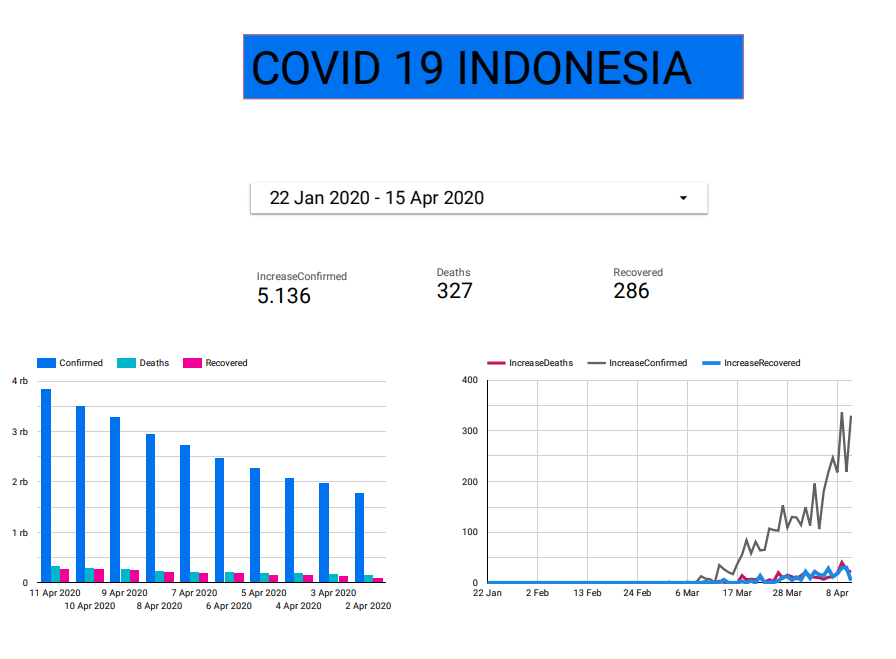 COVID 19 INDONESIA
22 Jan 2020 - 15 Apr 2020
IncreaseConfirmed
5.136
Deaths
327
Recovered
286
Confirmed Deaths Recovered
4 rb
3 rb
2 rb
1 rb
0
11 Apr 2020 9 Apr 2020 7 Apr 2020 5 Apr 2020 3 Apr 2020
10 Apr 2020 8 Apr 2020 6 Apr 2020 4 Apr 2020 2 Apr 2020
IncreaseDeaths IncreaseConfirmed IncreaseRecovered
400
300
200
100
0
22 Jan 2 Feb 13 Feb 24 Feb 6 Mar 17 Mar 28 Mar 8 Apr